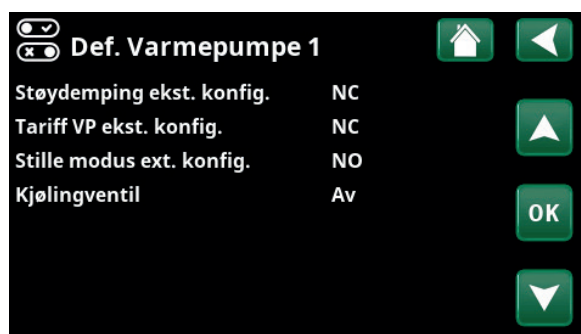 Def. Varmepumpe 1
Støydemping ekst. konfig. NC
Tariff VP ekst. konfig. NC
Stille modus ext. konfig. NO
Kjølingventil Av
OK